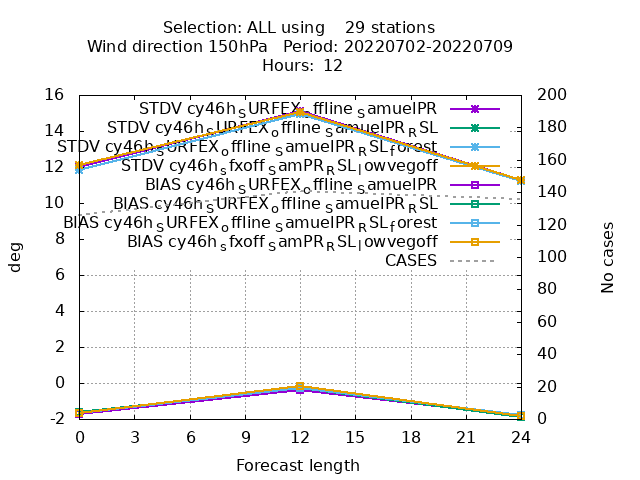 Selection: ALL using 29 stations
Wind direction 150hPa Period: 20220702-20220709
Hours: 12
STDV cy46h_SURFEX_offline_SamuelPR
STDV cy46h_SURFEX_offline_SamuelPR_RSL
STDV cy46h_SURFEX_offline_SamuelPR_RSL_forest
STDV cy46h_sfxoff_SamPR_RSL_lowvegoff
BIAS cy46h_SURFEX_offline_SamuelPR
BIAS cy46h_SURFEX_offline_SamuelPR_RSL
BIAS cy46h_SURFEX_offline_SamuelPR_RSL_forest
BIAS cy46h_sfxoff_SamPR_RSL_lowvegoff
CASES
16
14
12
10
8
6
4
2
0
-2
deg
200
180
160
140
120
100
80
60
40
20
0
No cases
0 3 6 9 12 15 18 21 24
Forecast length